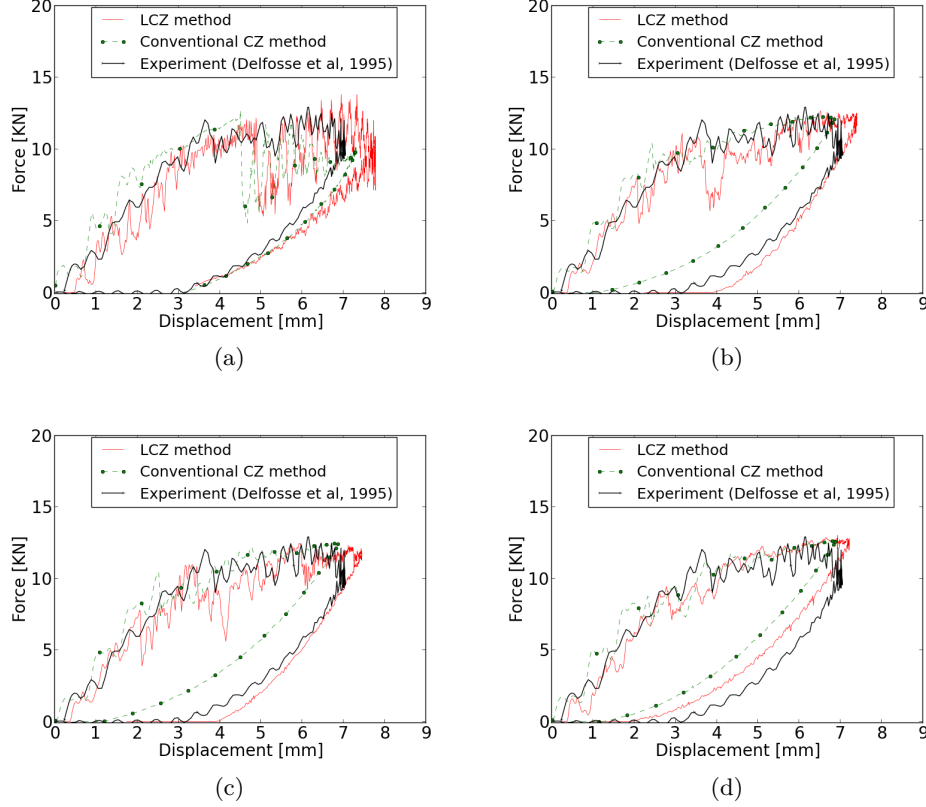 LCZ method
Conventional CZ method
Experiment (Delfosse et al, 1995)
20
15
10
5
0
Force [KN]
0 1 2 3 4 5 6 7 8 9
Displacement [mm]
(a)
LCZ method
Conventional CZ method
Experiment (Delfosse et al, 1995)
20
15
10
5
0
Force [KN]
0 1 2 3 4 5 6 7 8 9
Displacement [mm]
(b)
LCZ method
Conventional CZ method
Experiment (Delfosse et al, 1995)
20
15
10
5
0
Force [KN]
0 1 2 3 4 5 6 7 8 9
Displacement [mm]
(c)
LCZ method
Conventional CZ method
Experiment (Delfosse et al, 1995)
20
15
10
5
0
Force [KN]
0 1 2 3 4 5 6 7 8 9
Displacement [mm]
(d)